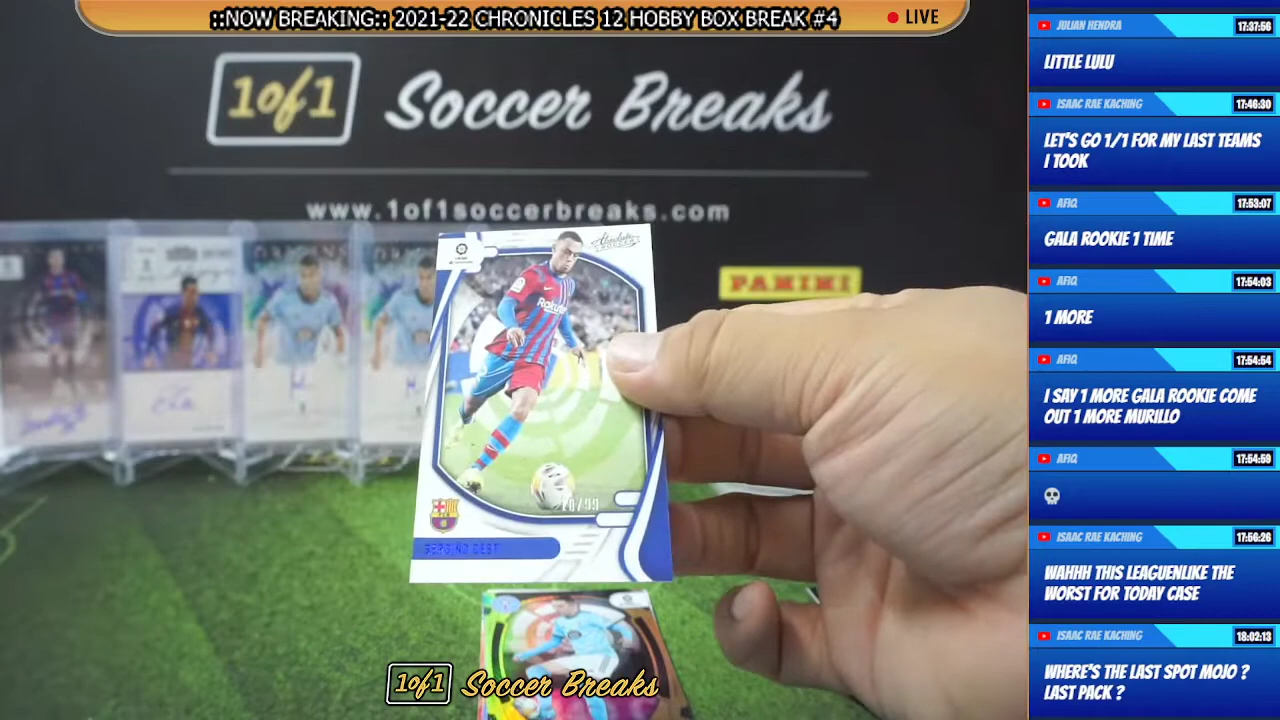 ::NOW BREAKING:: 2021-22 CHRONICLES 12 HOBBY BOX BREAK #4
LIVE
1of1 Soccer Breaks
www.1of1soccerbreaks.com
PANINI
Absolute
SOCCER
Rakuten
SERGINO DEST
1of1 Soccer Breaks
JULIAN HENDRA 17:37:56
LITTLE LULU
ISAAC RAE KACHING 17:46:30
LET'S GO 1/1 FOR MY LAST TEAMS
I TOOK
AFIQ 17:53:07
GALA ROOKIE 1 TIME
AFIQ 17:54:03
1 MORE
AFIQ 17:54:54
I SAY 1 MORE GALA ROOKIE COME
OUT 1 MORE MURILLO
AFIQ 17:54:59
💀
ISAAC RAE KACHING 17:56:26
WAHHH THIS LEAGUENLIKE THE
WORST FOR TODAY CASE
ISAAC RAE KACHING 18:02:13
WHERE'S THE LAST SPOT MOJO ?
LAST PACK ?